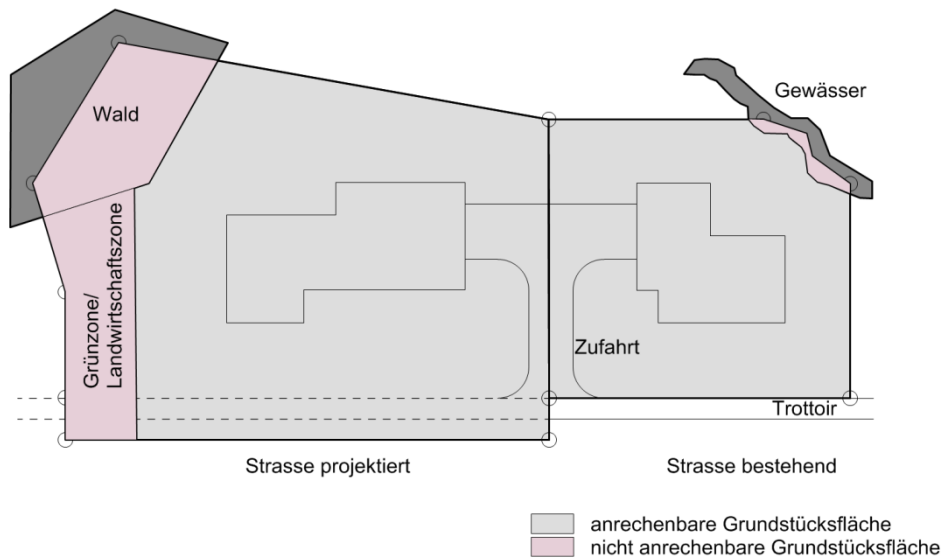 Gewässer
Wald
Grünzone/
Landwirtschaftszone
Zufahrt
Trottoir
Strasse projektiert
Strasse bestehend
anrechenbare Grundstücksfläche
nicht anrechenbare Grundstücksfläche